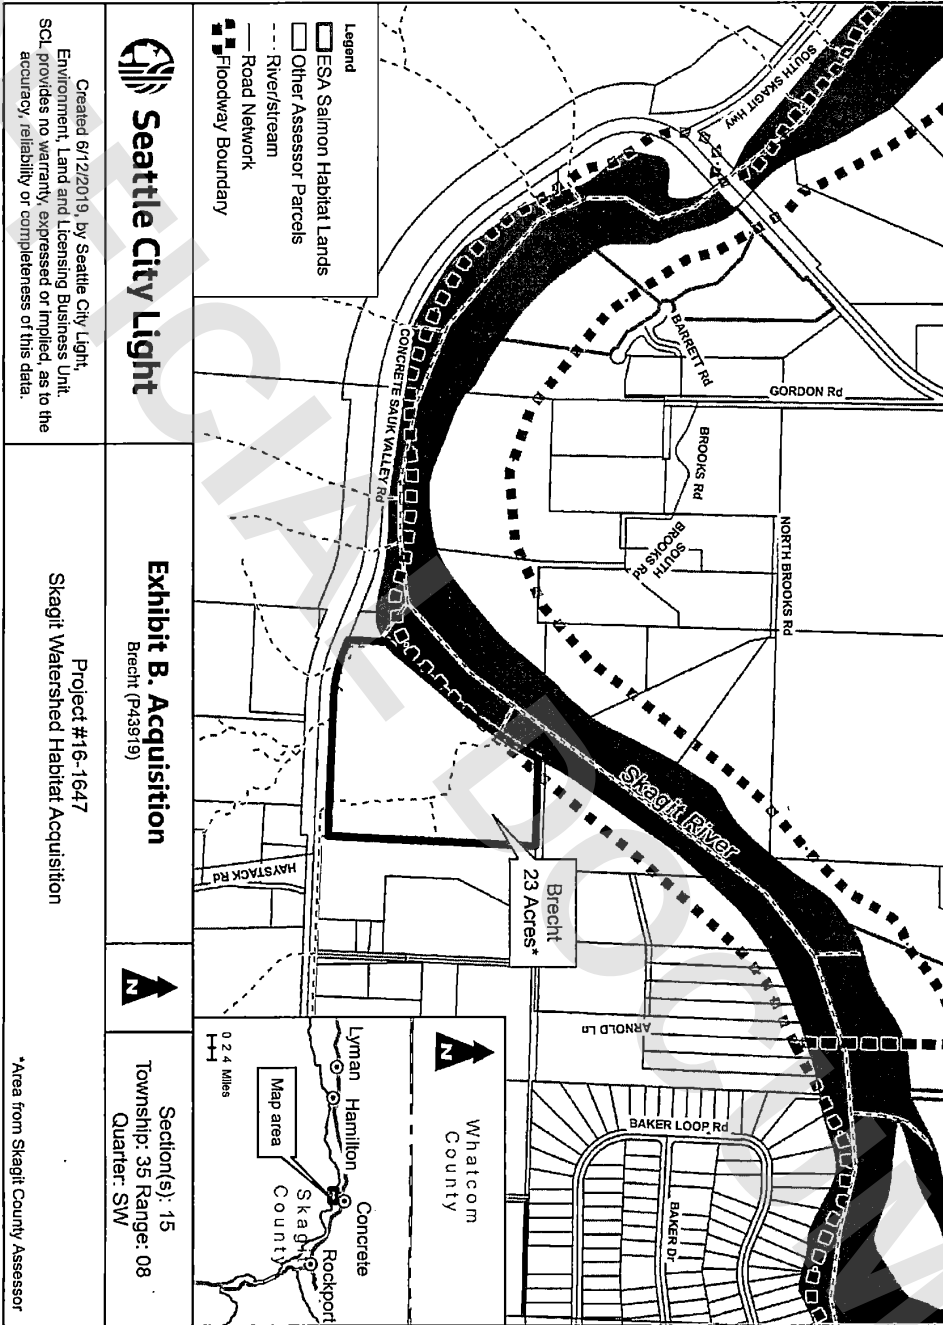 Legend
ESA Salmon Habitat Lands
Other Assessor Parcels
River/stream
Road Network
Floodway Boundary
SOUTH SKAGIT HWY
BARRETT Rd
GORDON Rd
BROOKS Rd
SOUTH
BROOKS Rd
NORTH BROOKS Rd
CONCRETE SAUK VALLEY Rd
Skagit River
Brecht
23 Acres*
HAYSTACK Rd
ARNOLD Ln
BAKER LOOP Rd
BAKER DR
N
Whatcom
County
Lyman
Hamilton
Concrete
Rockport
Skagit
County
Map area
0 2 4 Miles
Seattle City Light
Created 6/12/2019, by Seattle City Light,
Environment, Land and Licensing Business Unit.
SCL provides no warranty, expressed or implied, as to the
accuracy, reliability or completeness of this data.
Exhibit B. Acquisition
Brecht (P43919)
Project #16-1647
Skagit Watershed Habitat Acquisition
N
Section(s): 15
Township: 35 Range: 08
Quarter: SW
*Area from Skagit County Assessor